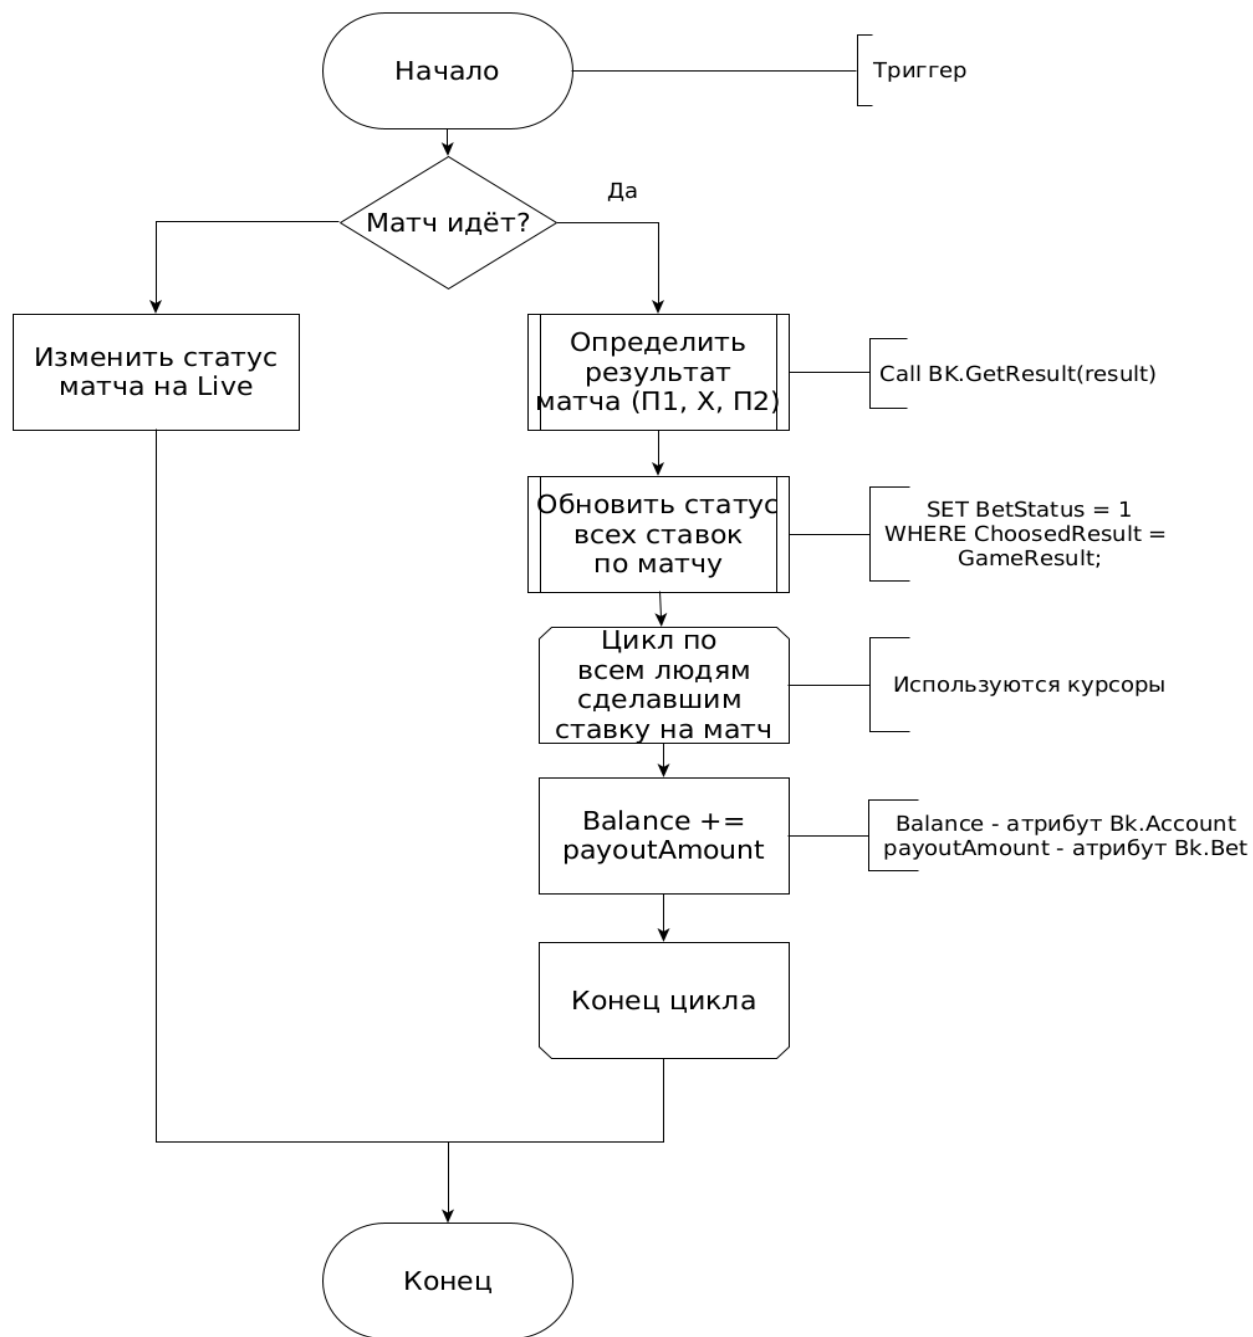 Начало
Триггер
Да
Матч идёт?
Изменить статус
матча на Live
Определить
результат
матча (П1, X, П2)
Call BK.GetResult(result)
Обновить статус
всех ставок
по матчу
SET BetStatus = 1
WHERE ChoosedResult =
GameResult;
Цикл по
всем людям
сделавшим
ставку на матч
Используются курсоры
Balance +=
payoutAmount
Balance - атрибут Bk.Account
payoutAmount - атрибут Bk.Bet
Конец цикла
Конец